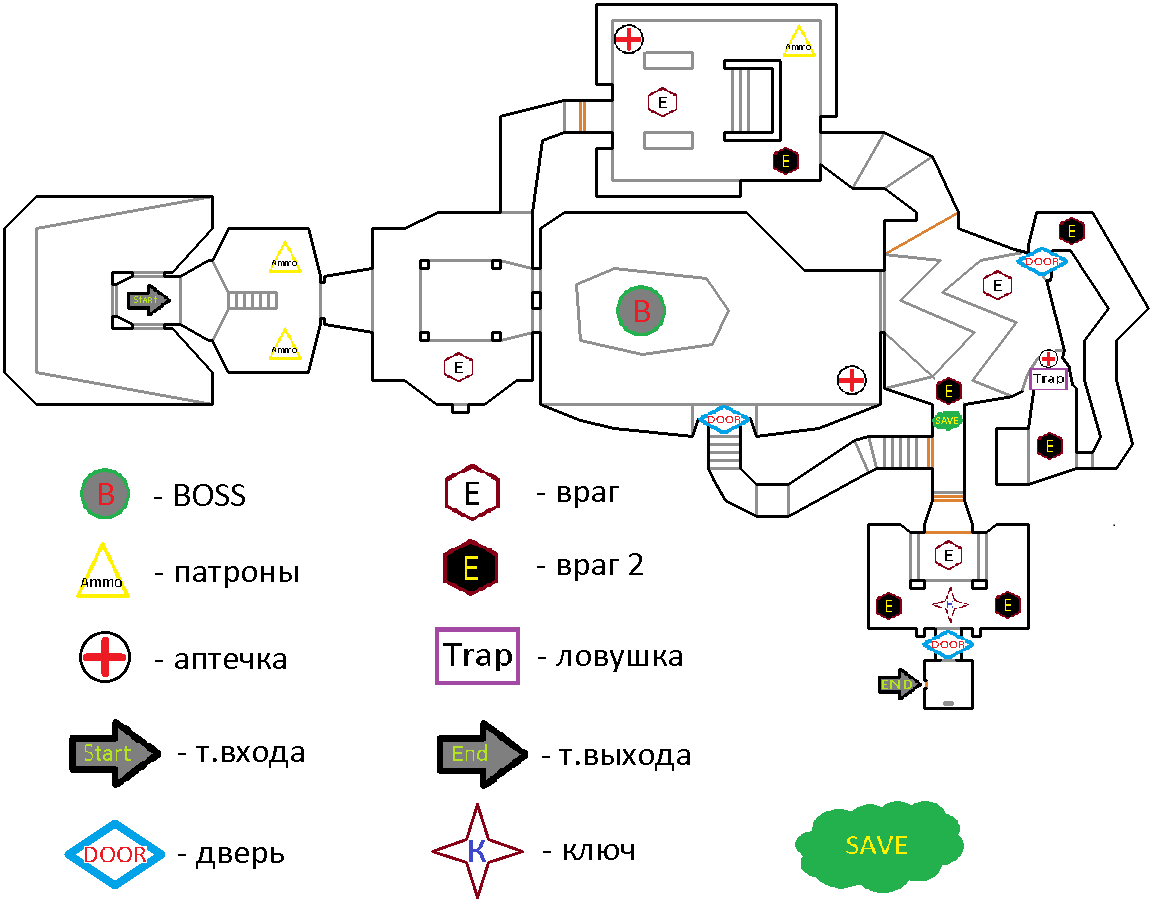 Ammo
E
E
E
DOOR
E
Ammo
START
B
Ammo
Trap
E
E
DOOR
SAVE
E
E
E
K
E
DOOR
END
B - BOSS
E - враг
Ammo - патроны
E - враг 2
- аптечка
Trap - ловушка
Start - т.входа
End - т.выхода
DOOR - дверь
K - ключ
SAVE